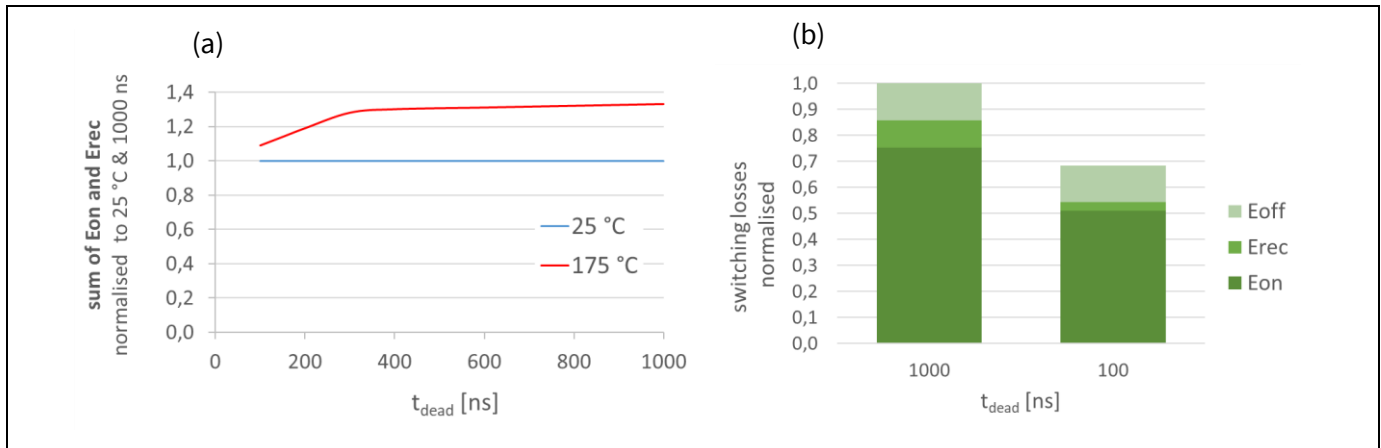 (a)
sum of Eon and Erec
normalised to 25 °C & 1000 ns
1,4
1,2
1,0
0,8
0,6
0,4
0,2
0,0
25 °C
175 °C
0 200 400 600 800 1000
tdead [ns]
(b)
switching losses
normalised
1,0
0,9
0,8
0,7
0,6
0,5
0,4
0,3
0,2
0,1
0,0
1000 100
tdead [ns]
Eoff
Erec
Eon